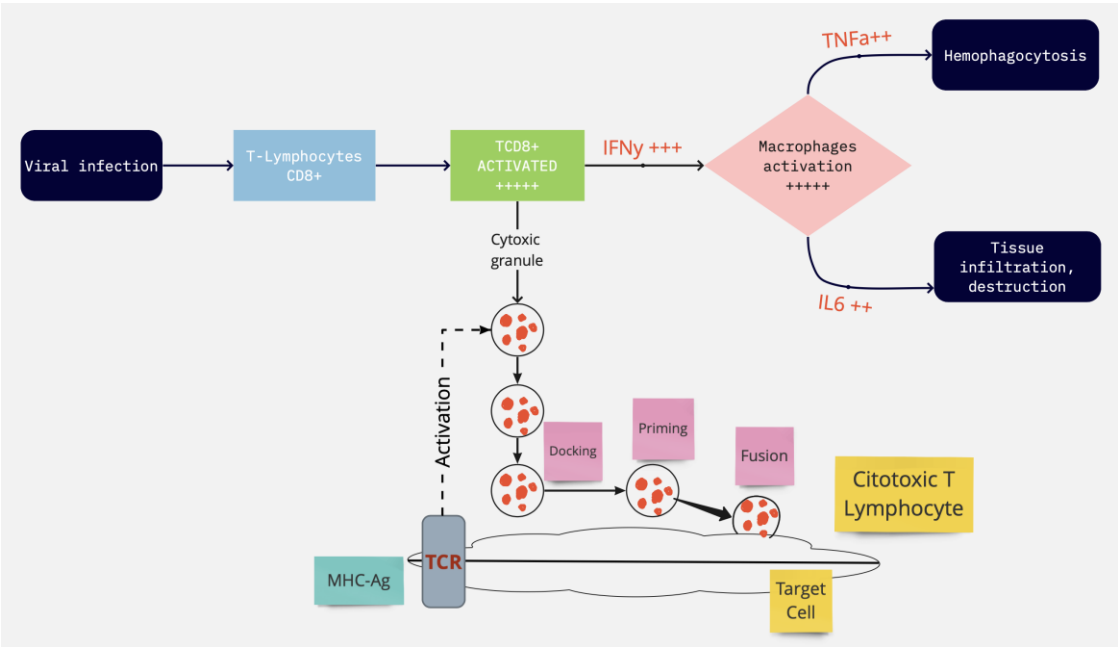 TNFa++
Hemophagocytosis
Viral infection
T-Lymphocytes
CD8+
TCD8+
ACTIVATED
+++++
IFNy +++
Macrophages
activation
+++++
Tissue
infiltration,
destruction
IL6 ++
Cytoxic
granule
Activation
Docking
Priming
Fusion
Citotoxic T
Lymphocyte
TCR
MHC-Ag
Target
Cell